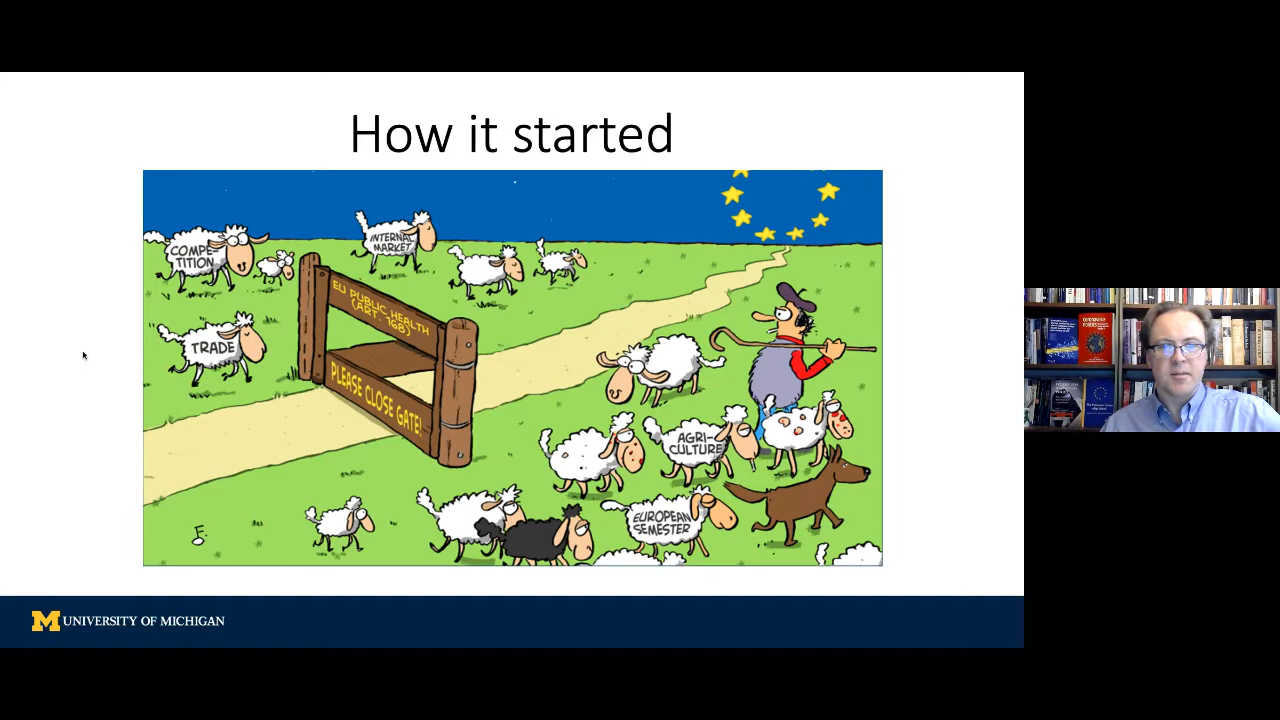 How it started
COMPE-
TITION
INTERNAL
MARKET
EU PUBLIC HEALTH
(ART. 168)
TRADE
PLEASE CLOSE GATE!
AGRI-
CULTURE
EUROPEAN
SEMESTER
M UNIVERSITY OF MICHIGAN